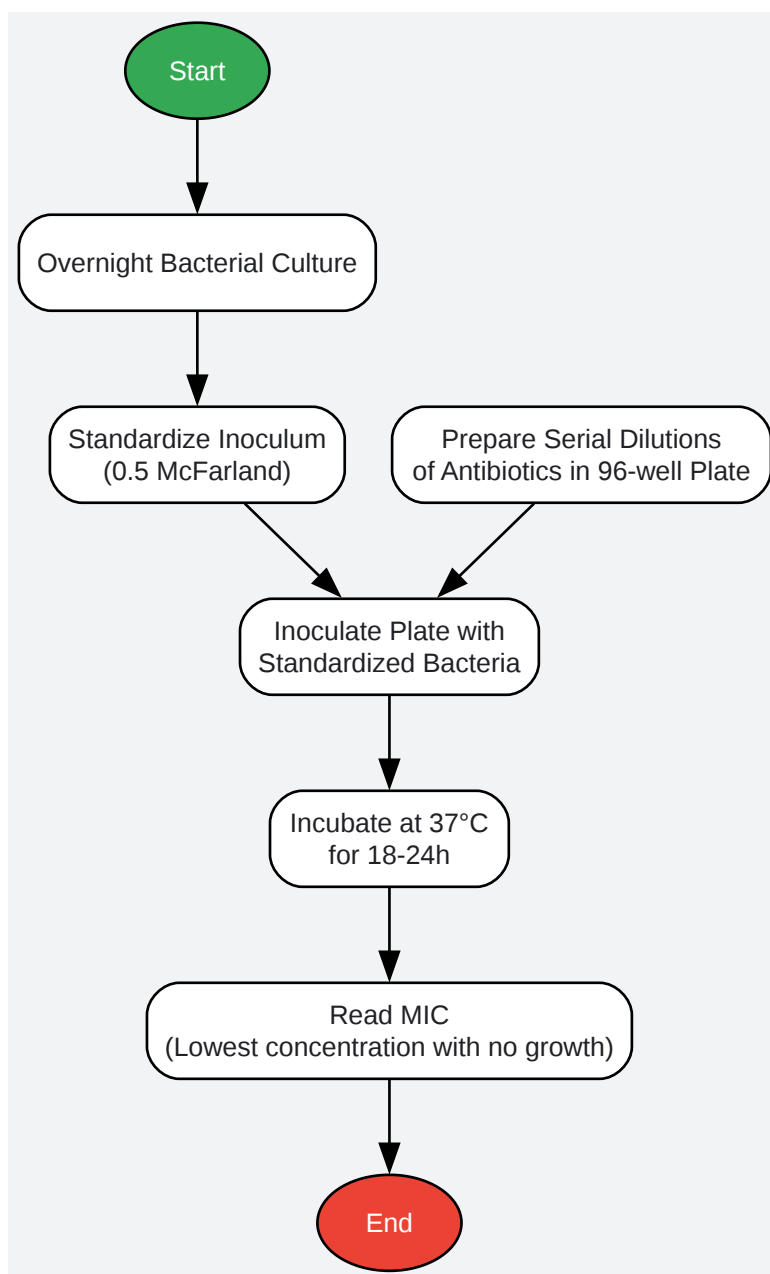 Start
Overnight Bacterial Culture
Standardize Inoculum
(0.5 McFarland)
Prepare Serial Dilutions
of Antibiotics in 96-well Plate
Inoculate Plate with
Standardized Bacteria
Incubate at 37°C
for 18-24h
Read MIC
(Lowest concentration with no growth)
End